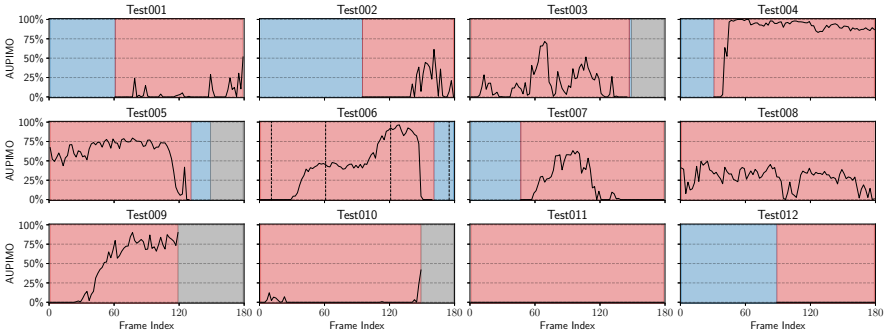 Test001 Test002 Test003 Test004
100%
75%
50%
25%
0%
AUPIMO
Test005 Test006 Test007 Test008
100%
75%
50%
25%
0%
AUPIMO
Test009 Test010 Test011 Test012
100%
75%
50%
25%
0%
AUPIMO
0 60 120 180 0 60 120 180 0 60 120 180 0 60 120 180
Frame Index Frame Index Frame Index Frame Index